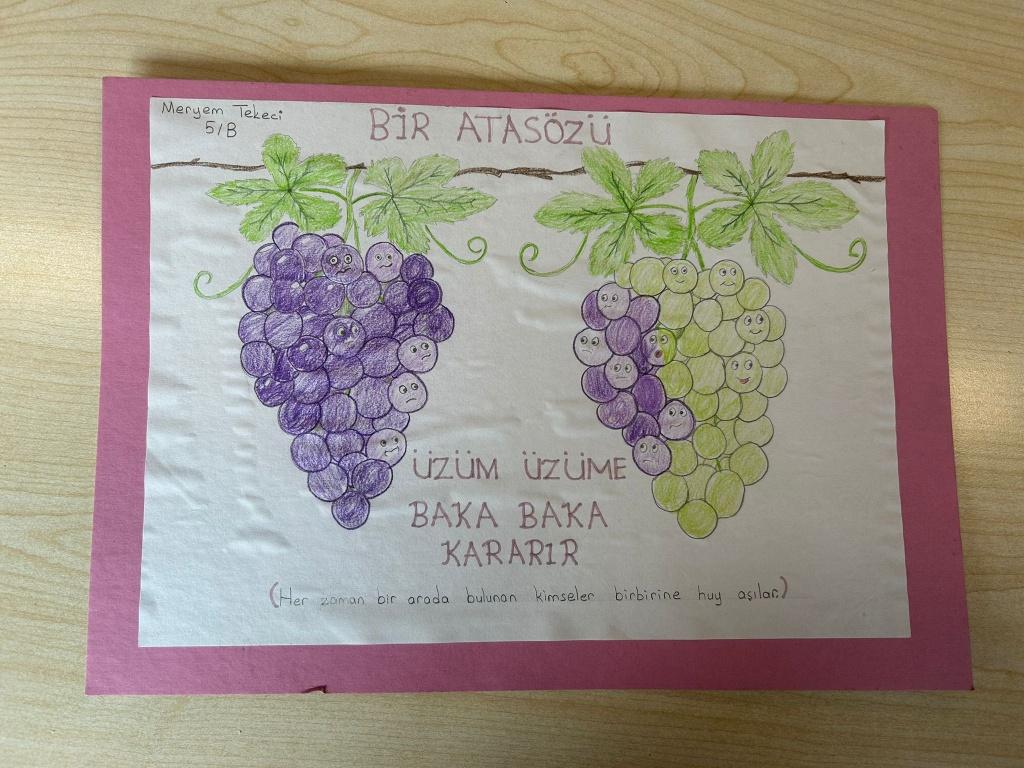 Meryem Tekeci
5/B
BİR ATASÖZÜ
ÜZÜM ÜZÜME
BAKA BAKA
KARARIR
(Her zaman bir arada bulunan kimseler birbirine huy aşılar.)